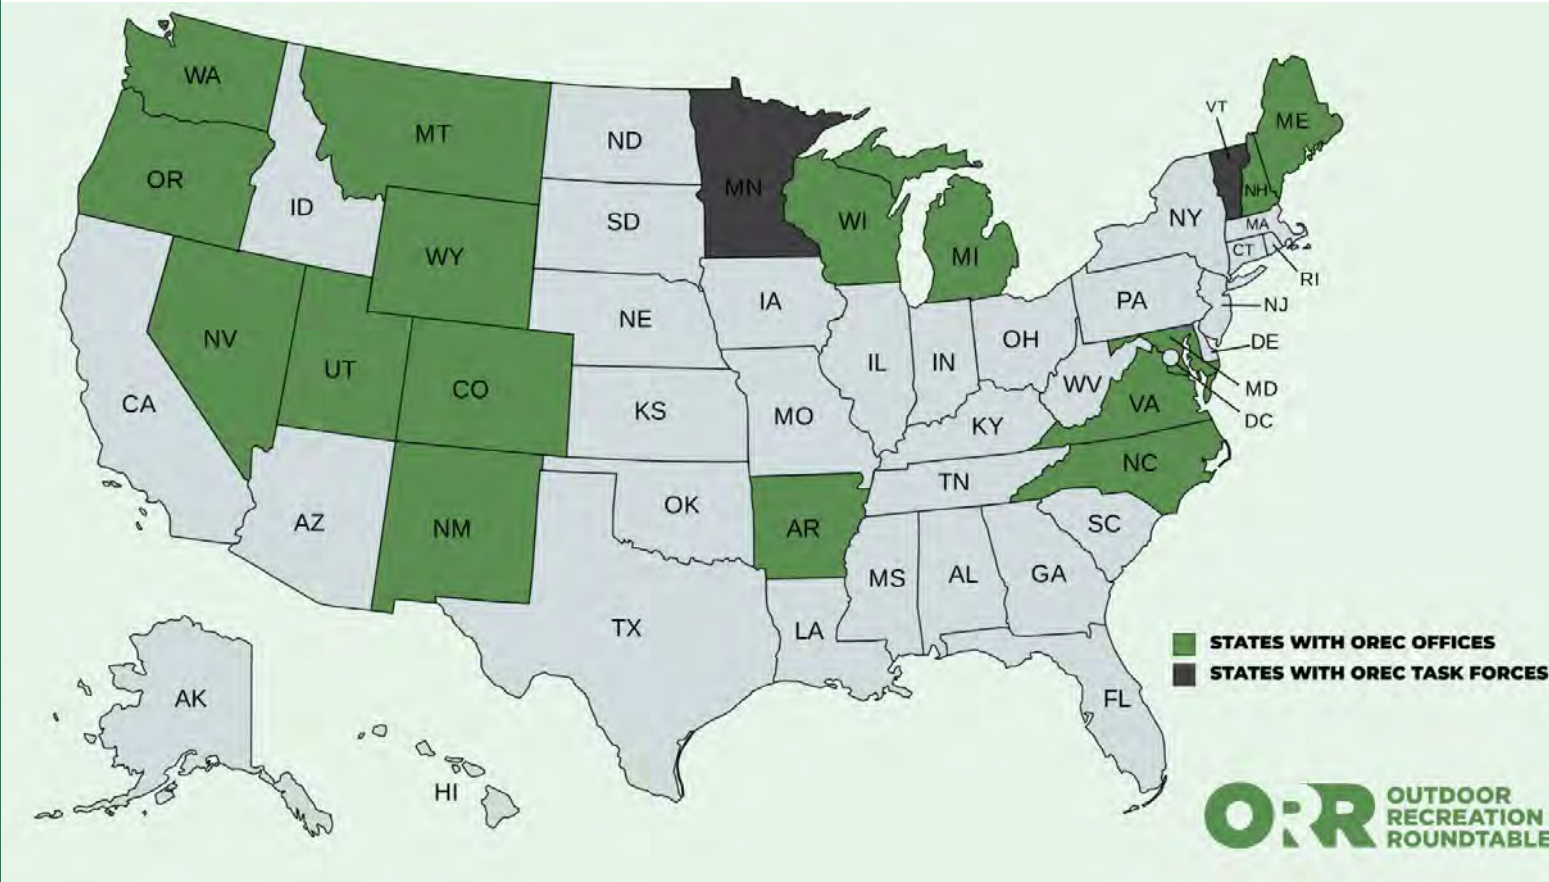 WA
MT
ND
MN
VT
ME
OR
ID
SD
WI
NH
NY
MA
WY
MI
CT
RI
NE
IA
PA
NJ
NV
UT
CO
IL
IN
OH
DE
CA
KS
MO
WV
MD
VA
DC
KY
NC
AZ
NM
OK
AR
TN
SC
MS
AL
GA
TX
LA
STATES WITH OREC OFFICES
STATES WITH OREC TASK FORCES
AK
FL
HI
ORR
OUTDOOR
RECREATION
ROUNDTABLE